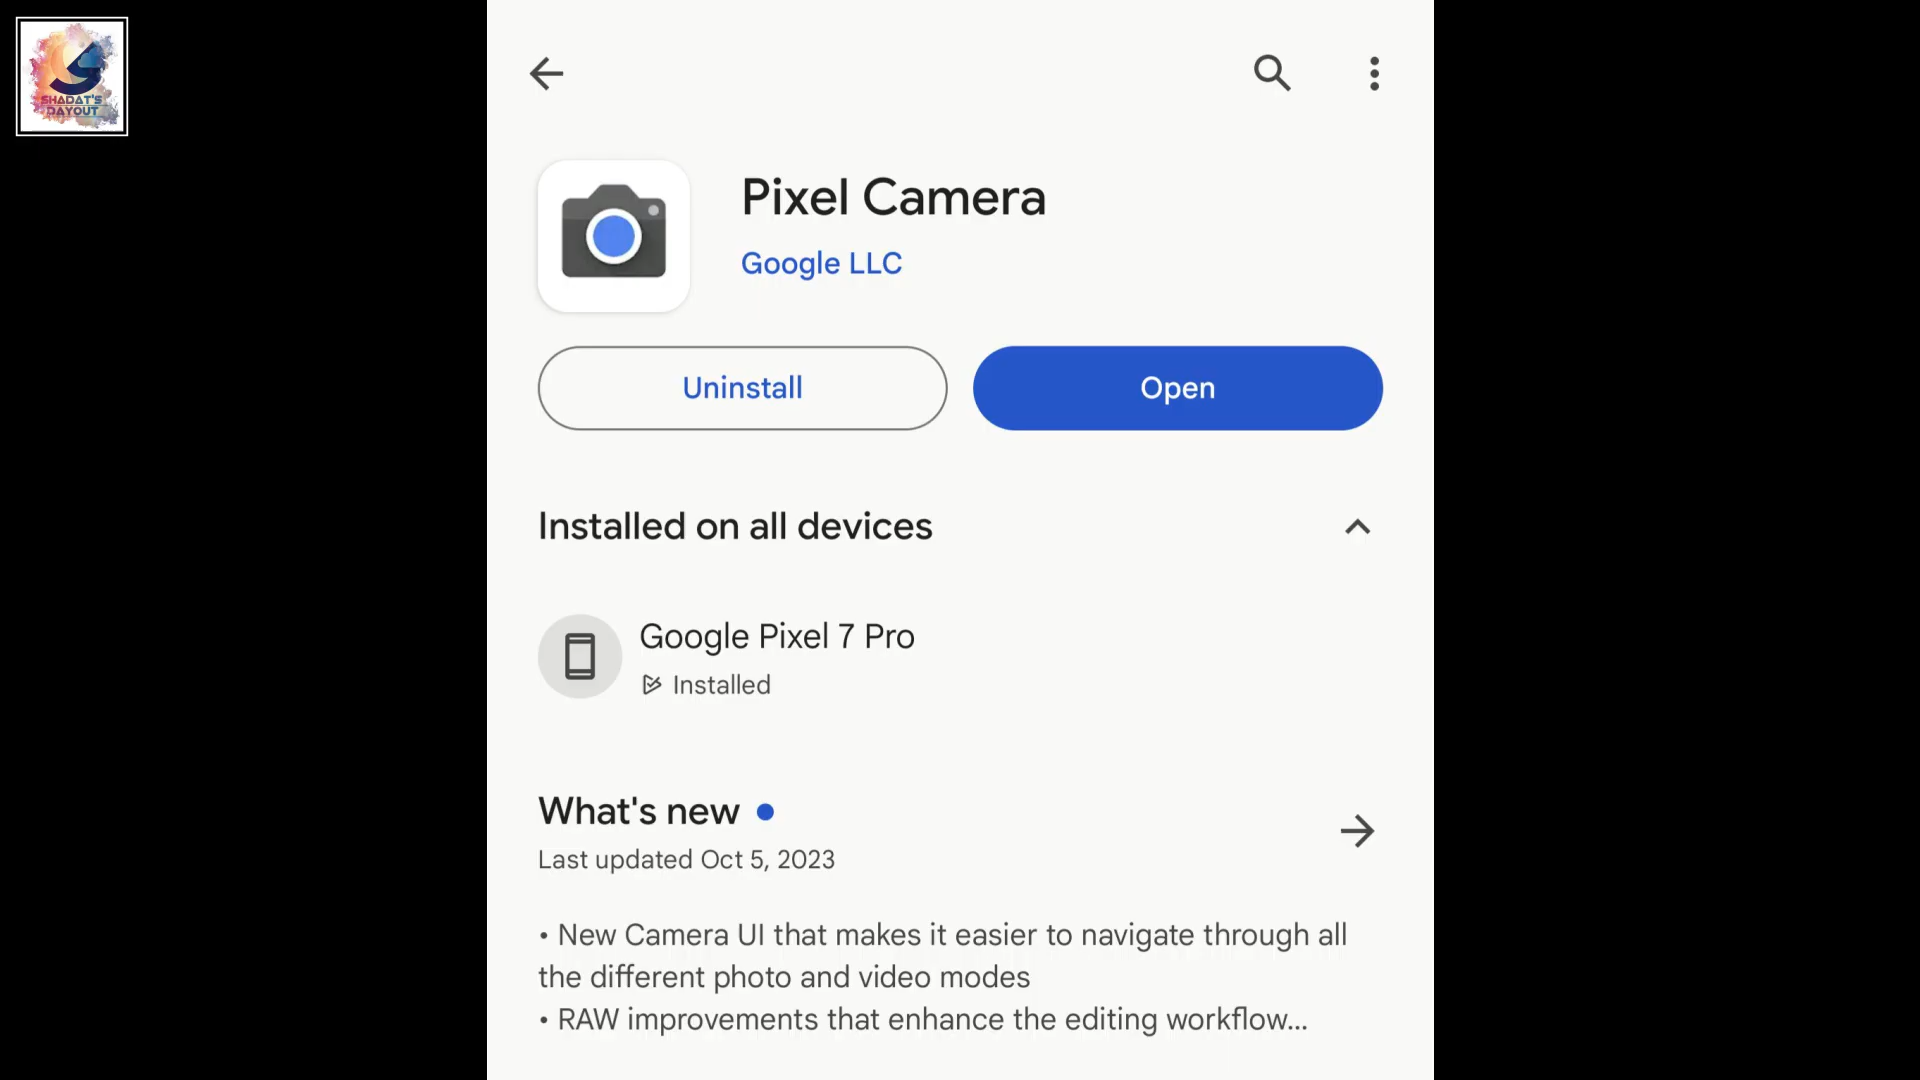 SHADAT'S
DAYOUT
Pixel Camera
Google LLC
Uninstall
Open
Installed on all devices
Google Pixel 7 Pro
Installed
What's new
Last updated Oct 5, 2023
• New Camera UI that makes it easier to navigate through all
the different photo and video modes
• RAW improvements that enhance the editing workflow...